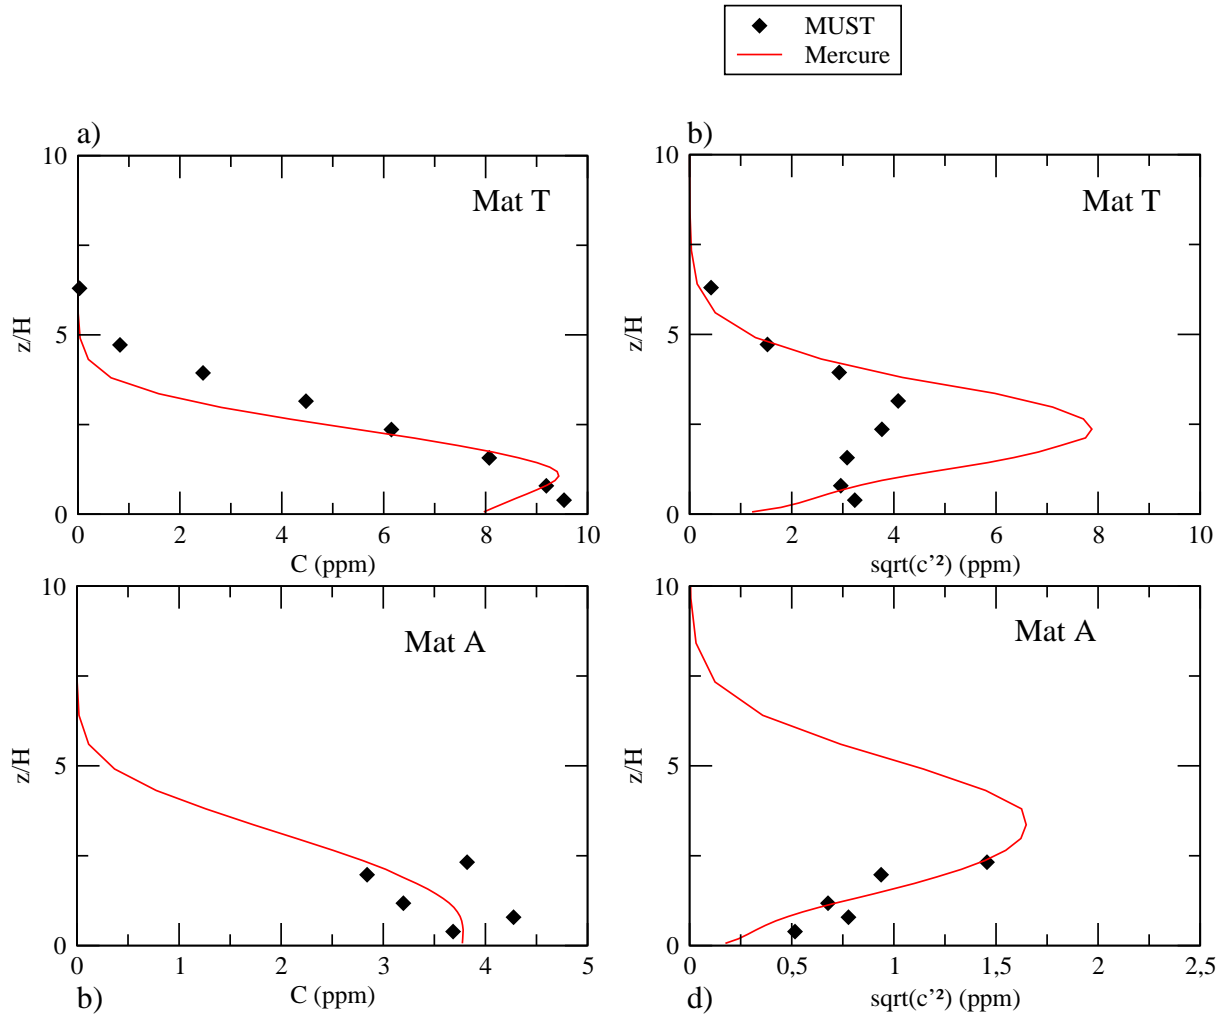 MUST
Mercure
a)
b)
10
Mat T
5
z/H
0
0 2 4 6 8 10
C (ppm)
10
Mat T
5
z/H
0
0 2 4 6 8 10
sqrt(c'²) (ppm)
10
Mat A
5
z/H
0
0 1 2 3 4 5
C (ppm)
b)
10
Mat A
5
z/H
0
0 0,5 1 1,5 2 2,5
sqrt(c'²) (ppm)
d)